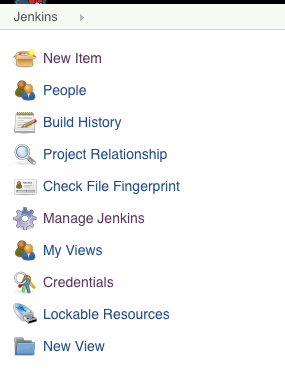 Jenkins
New Item
People
Build History
Project Relationship
Check File Fingerprint
Manage Jenkins
My Views
Credentials
Lockable Resources
New View